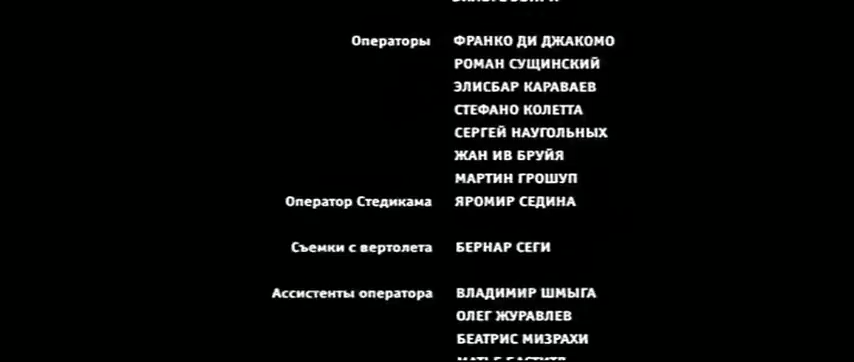 Операторы ФРАНКО ДИ ДЖАКОМО
РОМАН СУЩИНСКИЙ
ЭЛИСБАР КАРАВАЕВ
СТЕФАНО КОЛЕТТА
СЕРГЕЙ НАУГОЛЬНЫХ
ЖАН ИВ БРУЙЯ
МАРТИН ГРОШУП
Оператор Стедикама ЯРОМИР СЕДИНА
Съемки с вертолета БЕРНАР СЕГИ
Ассистенты оператора ВЛАДИМИР ШМЫГА
ОЛЕГ ЖУРАВЛЕВ
БЕАТРИС МИЗРАХИ